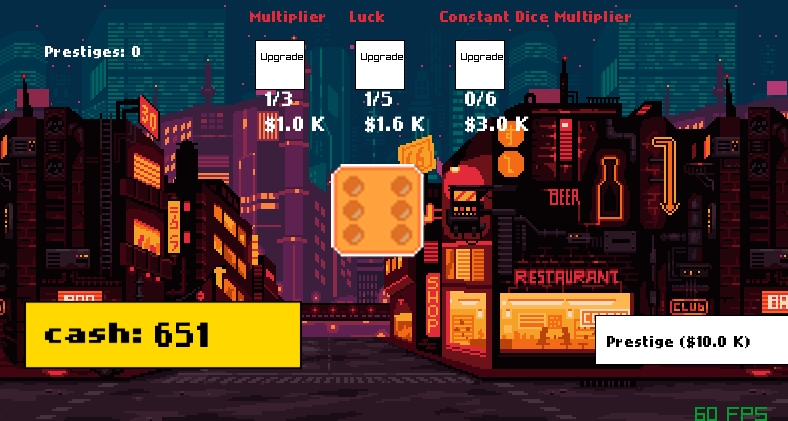 Multiplier Luck Constant Dice Multiplier
Prestiges: 0
Upgrade Upgrade Upgrade
1/3 1/5 0/6
$1.0 K $1.6 K $3.0 K
BEER
RESTAURANT
SHOP
CLUB
cash: 651
Prestige ($10.0 K)
60 FPS